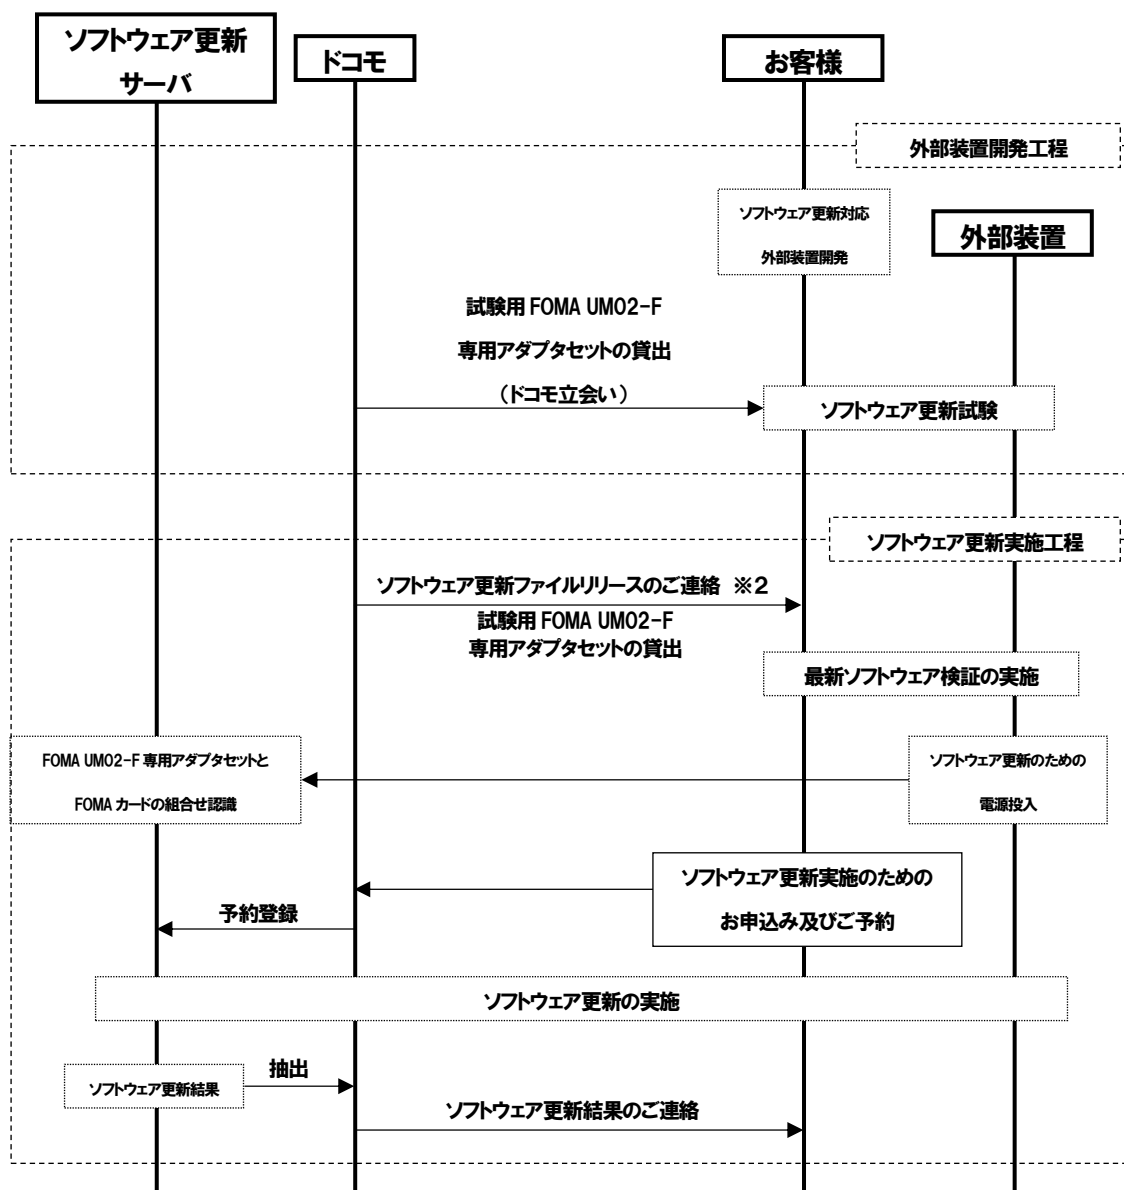 ソフトウェア更新
サーバ
ドコモ
お客様
外部装置開発工程
ソフトウェア更新対応
外部装置開発
外部装置
試験用 FOMA UM02-F
専用アダプタセットの貸出
（ドコモ立会い）
ソフトウェア更新試験
ソフトウェア更新実施工程
ソフトウェア更新ファイルリリースのご連絡 ※2
試験用 FOMA UM02-F
専用アダプタセットの貸出
最新ソフトウェア検証の実施
FOMA UM02-F 専用アダプタセットと
FOMA カードの組合せ認識
ソフトウェア更新のための
電源投入
ソフトウェア更新実施のための
お申込み及びご予約
予約登録
ソフトウェア更新の実施
ソフトウェア更新結果
抽出
ソフトウェア更新結果のご連絡